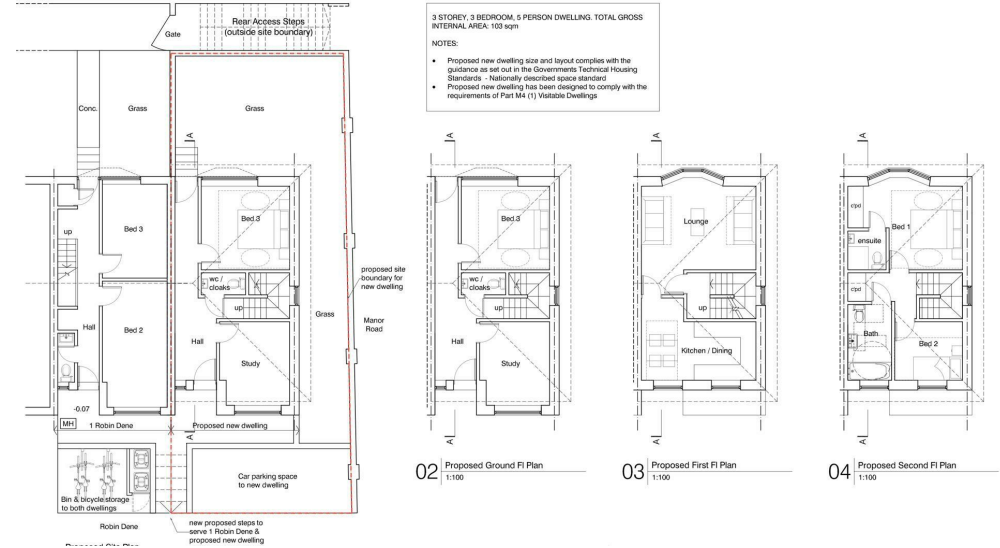 Rear Access Steps
(outside site boundary)
Gate
3 STOREY, 3 BEDROOM, 5 PERSON DWELLING. TOTAL GROSS
INTERNAL AREA: 103 sqm
NOTES:
• Proposed new dwelling size and layout complies with the
guidance as set out in the Governments Technical Housing
Standards - Nationally described space standard
• Proposed new dwelling has been designed to comply with the
requirements of Part M4 (1) Visitable Dwellings
Conc.
Grass
Grass
A
up
Bed 3
Bed 3
wc /
cloaks
up
Hall
Bed 2
Hall
Study
Grass
proposed site
boundary for
new dwelling
Manor
Road
-0.07
MH
1 Robin Dene
Proposed new dwelling
A
Bin & bicycle storage
to both dwellings
Car parking space
to new dwelling
Robin Dene
new proposed steps to
serve 1 Robin Dene &
proposed new dwelling
Proposed Site Plan
A
Bed 3
wc /
cloaks
up
Hall
Study
A
02 Proposed Ground Fl Plan
1:100
A
Lounge
up
Kitchen / Dining
A
03 Proposed First Fl Plan
1:100
A
c'pd
Bed 1
ensuite
c'pd
Bath
Bed 2
A
04 Proposed Second Fl Plan
1:100